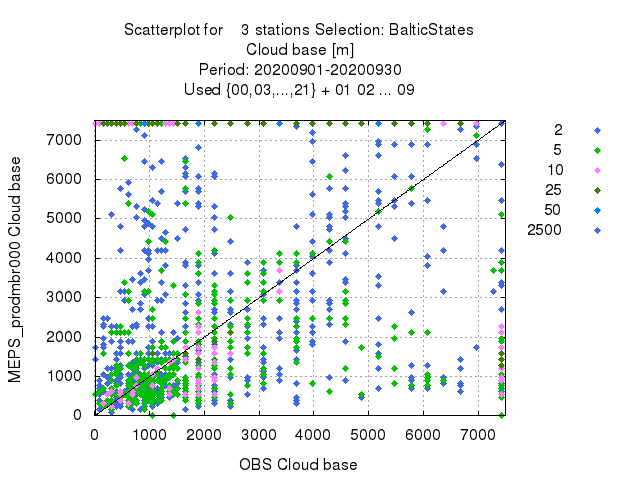 Scatterplot for 3 stations Selection: BalticStates
Cloud base [m]
Period: 20200901-20200930
Used {00,03,...,21} + 01 02 ... 09
MEPS_prodmbr000 Cloud base
7000
6000
5000
4000
3000
2000
1000
0
0 1000 2000 3000 4000 5000 6000 7000
OBS Cloud base
2
5
10
25
50
2500